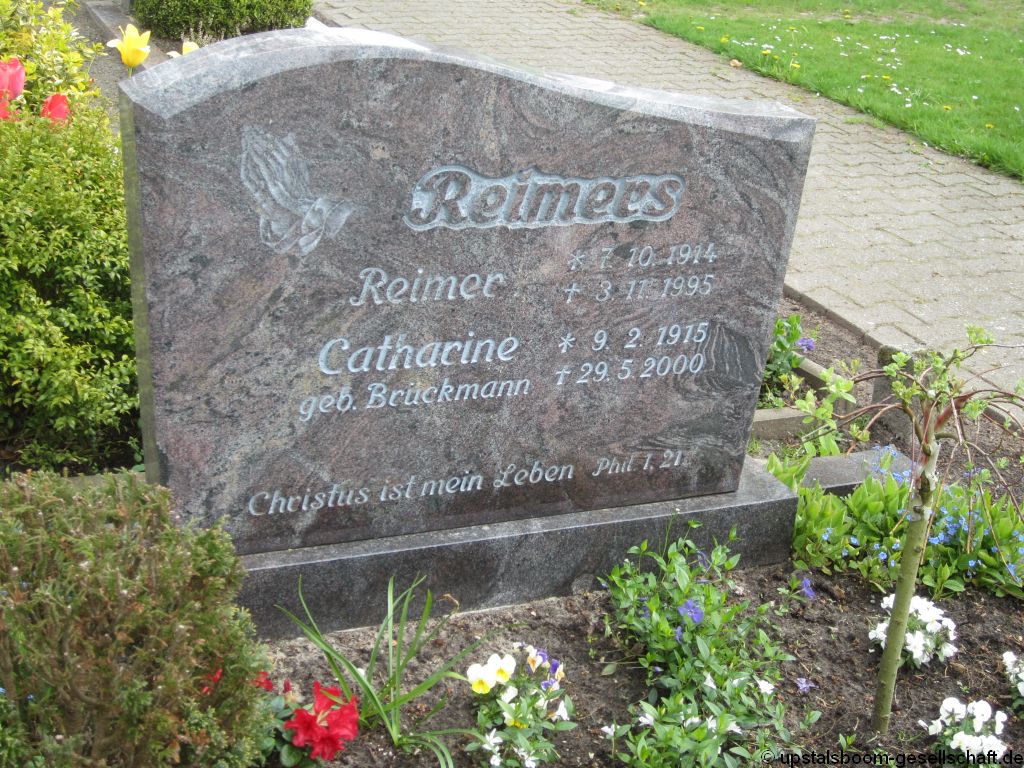 Reimers
Reimer * 7. 10. 1914
† 3. 11. 1995
Catharine * 9. 2. 1915
geb. Brückmann † 29. 5. 2000
Christus ist mein Leben Phil 1, 21.
© upstalsboom-gesellschaft.de